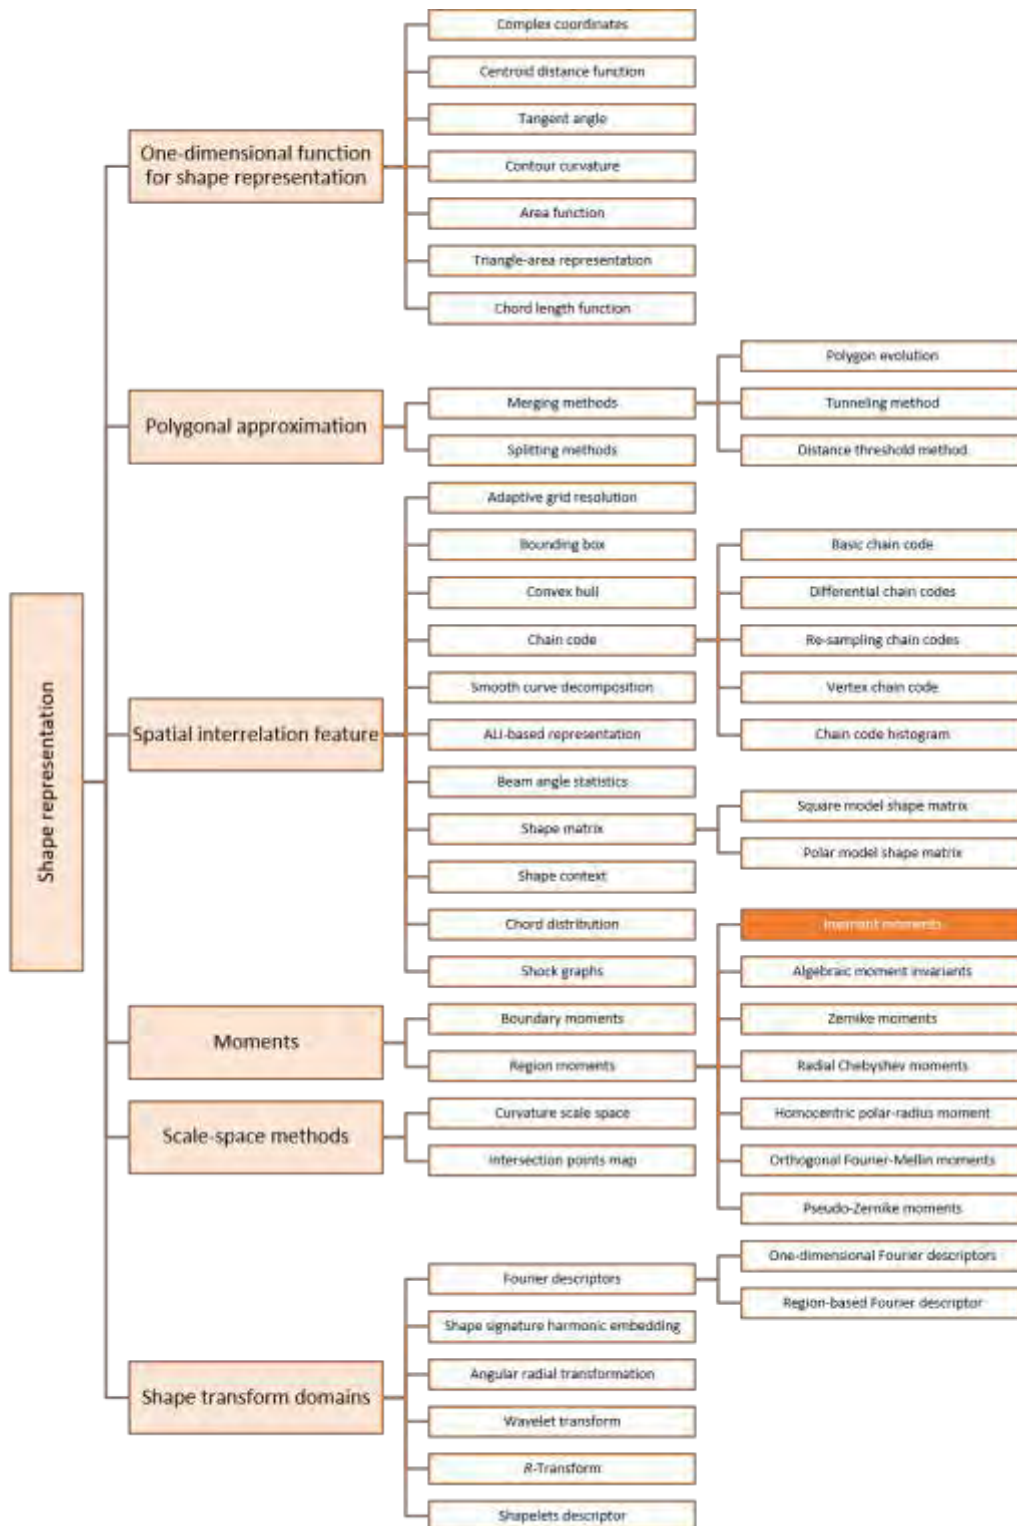 Shape representation
One-dimensional function
for shape representation
Complex coordinates
Centroid distance function
Tangent angle
Contour curvature
Area function
Triangle-area representation
Chord length function
Polygonal approximation
Merging methods
Polygon evolution
Tunneling method
Distance threshold method
Splitting methods
Spatial interrelation feature
Adaptive grid resolution
Bounding box
Convex hull
Chain code
Basic chain code
Differential chain codes
Re-sampling chain codes
Vertex chain code
Chain code histogram
Smooth curve decomposition
ALI-based representation
Beam angle statistics
Shape matrix
Square model shape matrix
Polar model shape matrix
Shape context
Chord distribution
Shock graphs
Moments
Boundary moments
Region moments
Invariant moments
Algebraic moment invariants
Zernike moments
Radial Chebyshev moments
Homocentric polar-radius moment
Orthogonal Fourier-Mellin moments
Pseudo-Zernike moments
Scale-space methods
Curvature scale space
Intersection points map
Shape transform domains
Fourier descriptors
One-dimensional Fourier descriptors
Region-based Fourier descriptor
Shape signature harmonic embedding
Angular radial transformation
Wavelet transform
R-Transform
Shapelets descriptor